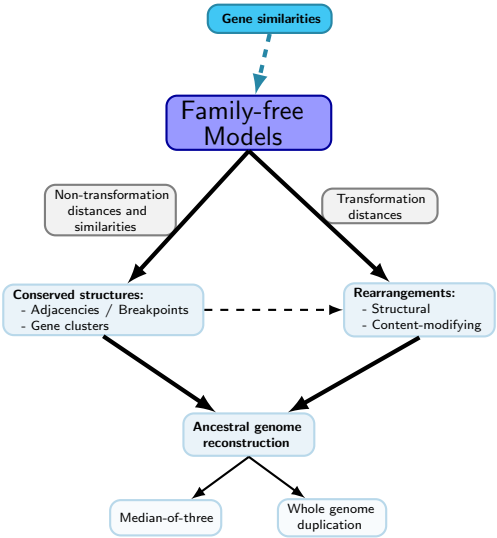 Gene similarities
Family-free
Models
Non-transformation
distances and
similarities
Transformation
distances
Conserved structures:
- Adjacencies / Breakpoints
- Gene clusters
Rearrangements:
- Structural
- Content-modifying
Ancestral genome
reconstruction
Median-of-three
Whole genome
duplication